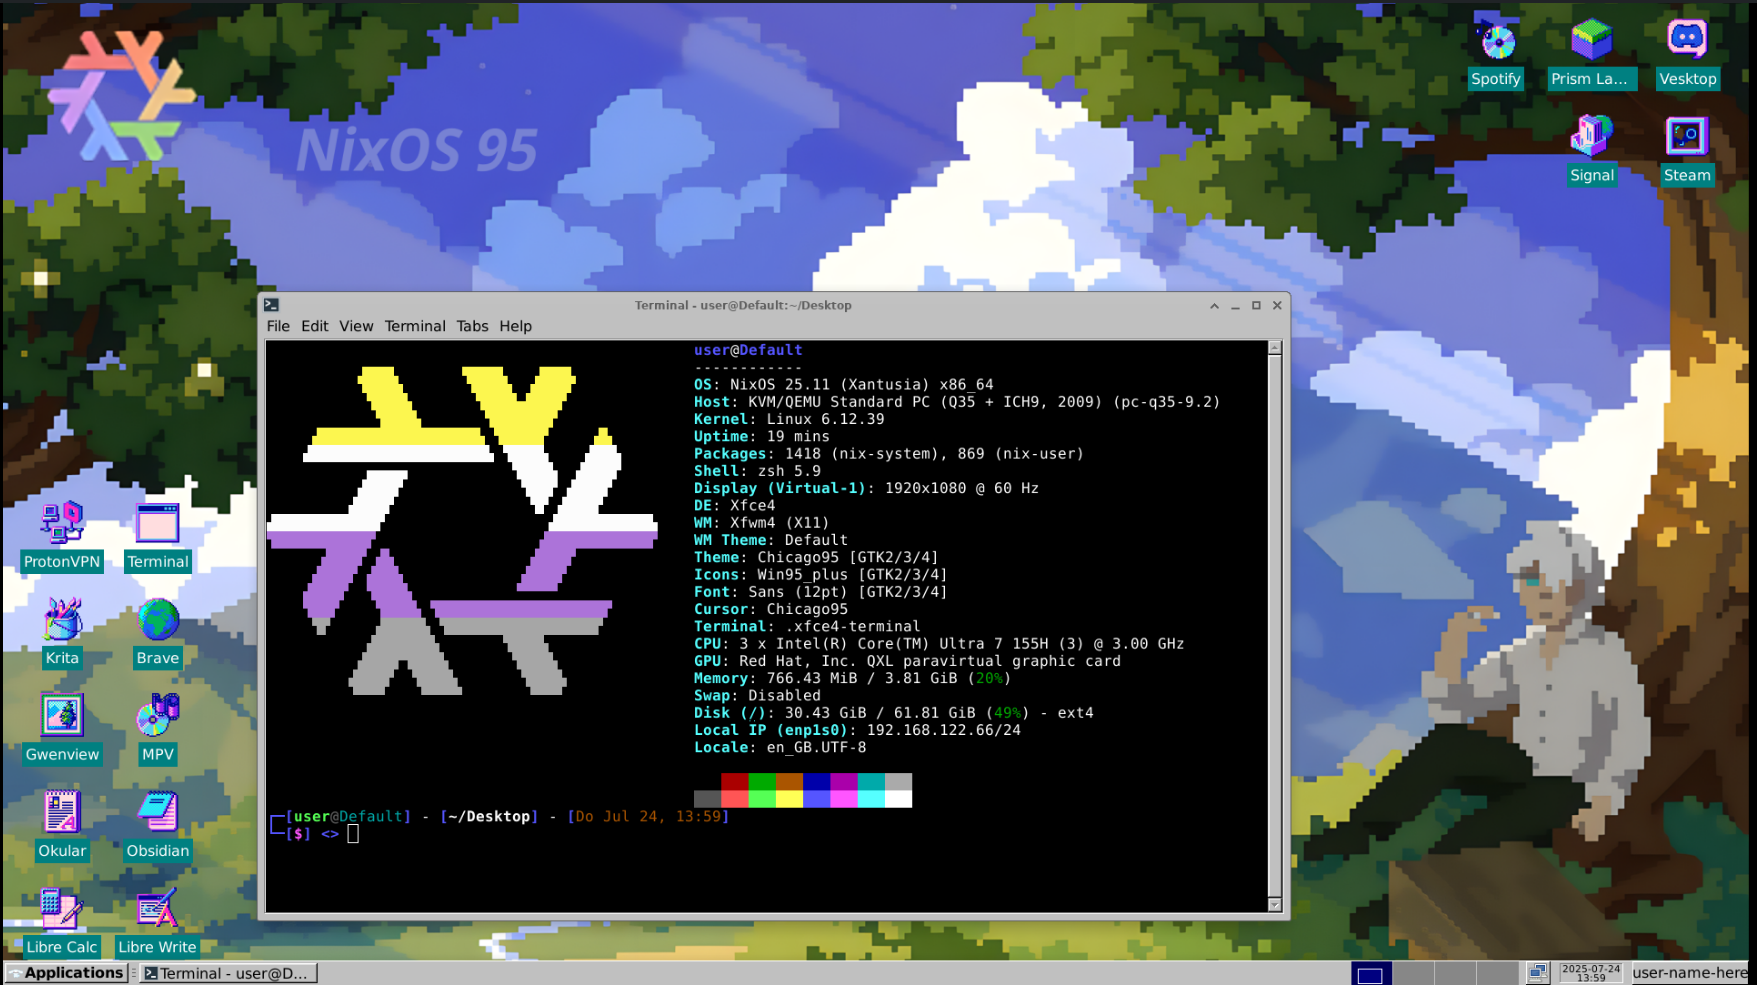 NixOS 95
Spotify
Prism La...
Vesktop
Signal
Steam
Terminal - user@Default:~/Desktop
File Edit View Terminal Tabs Help
user@Default
------------
OS: NixOS 25.11 (Xantusia) x86_64
Host: KVM/QEMU Standard PC (Q35 + ICH9, 2009) (pc-q35-9.2)
Kernel: Linux 6.12.39
Uptime: 19 mins
Packages: 1418 (nix-system), 869 (nix-user)
Shell: zsh 5.9
Display (Virtual-1): 1920x1080 @ 60 Hz
DE: Xfce4
WM: Xfwm4 (X11)
WM Theme: Default
Theme: Chicago95 [GTK2/3/4]
Icons: Win95_plus [GTK2/3/4]
Font: Sans (12pt) [GTK2/3/4]
Cursor: Chicago95
Terminal: .xfce4-terminal
CPU: 3 x Intel(R) Core(TM) Ultra 7 155H (3) @ 3.00 GHz
GPU: Red Hat, Inc. QXL paravirtual graphic card
Memory: 766.43 MiB / 3.81 GiB (20%)
Swap: Disabled
Disk (/): 30.43 GiB / 61.81 GiB (49%) - ext4
Local IP (enp1s0): 192.168.122.66/24
Locale: en_GB.UTF-8
┌─[user@Default] - [~/Desktop] - [Do Jul 24, 13:59]
└─[$] <>
ProtonVPN
Terminal
Krita
Brave
Gwenview
MPV
Okular
Obsidian
Libre Calc
Libre Write
Applications
Terminal - user@D...
2025-07-24
13:59
user-name-here